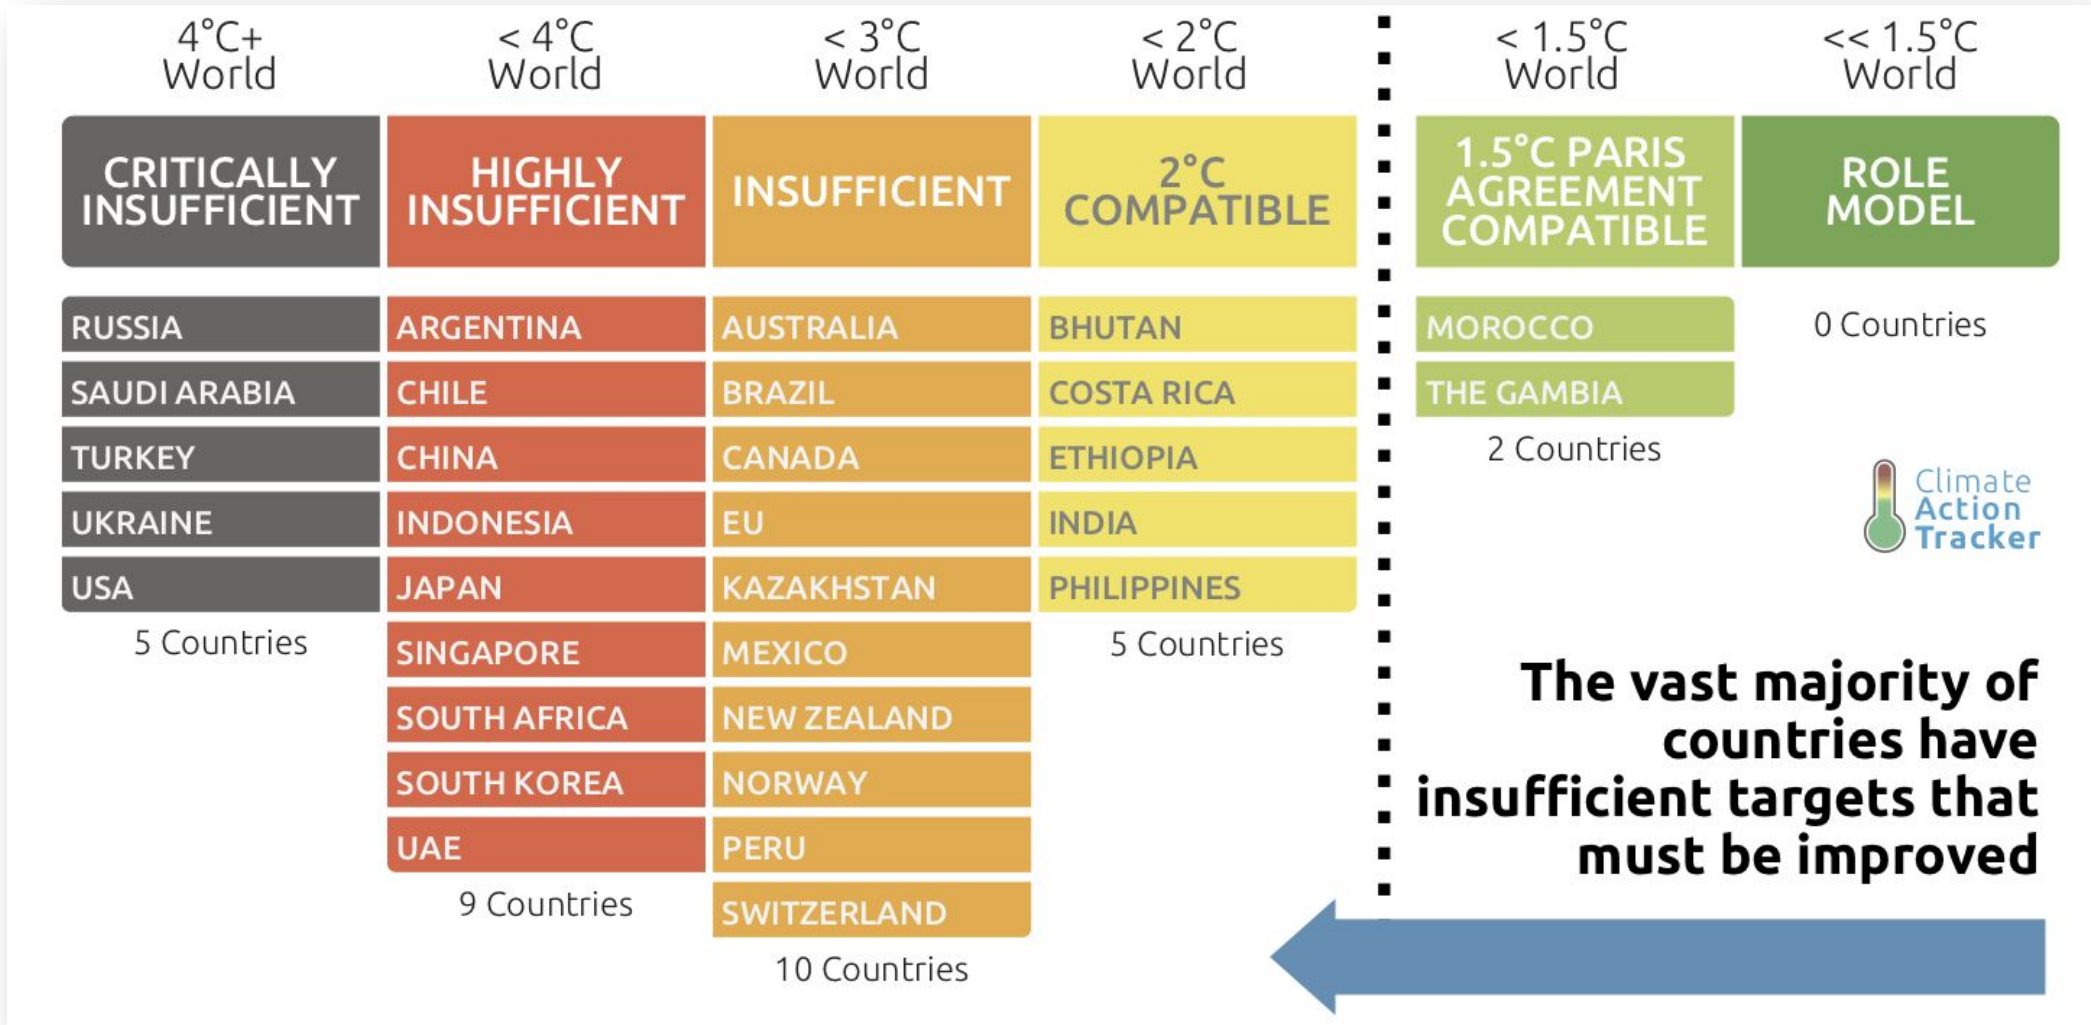 4°C+
World
< 4°C
World
< 3°C
World
< 2°C
World
< 1.5°C
World
<< 1.5°C
World
CRITICALLY
INSUFFICIENT
HIGHLY
INSUFFICIENT
INSUFFICIENT
2°C
COMPATIBLE
1.5°C PARIS
AGREEMENT
COMPATIBLE
ROLE
MODEL
RUSSIA
SAUDI ARABIA
TURKEY
UKRAINE
USA
5 Countries
ARGENTINA
CHILE
CHINA
INDONESIA
JAPAN
SINGAPORE
SOUTH AFRICA
SOUTH KOREA
UAE
9 Countries
AUSTRALIA
BRAZIL
CANADA
EU
KAZAKHSTAN
MEXICO
NEW ZEALAND
NORWAY
PERU
SWITZERLAND
10 Countries
BHUTAN
COSTA RICA
ETHIOPIA
INDIA
PHILIPPINES
5 Countries
MOROCCO
THE GAMBIA
2 Countries
0 Countries
Climate
Action
Tracker
The vast majority of
countries have
insufficient targets that
must be improved